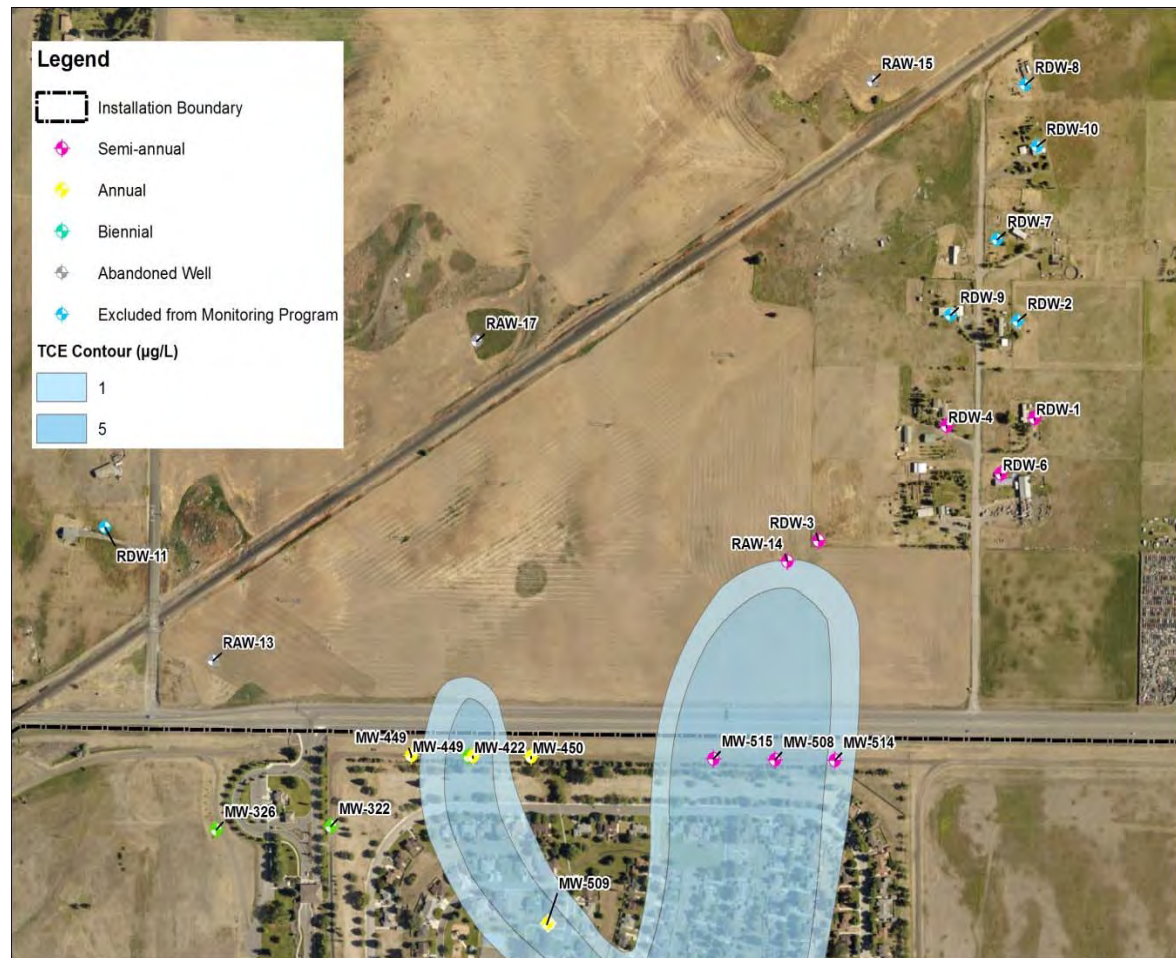 Legend
Installation Boundary
Semi-annual
Annual
Biennial
Abandoned Well
Excluded from Monitoring Program
TCE Contour (µg/L)
1
5
RAW-15
RDW-8
RDW-10
RDW-7
RDW-9
RDW-2
RAW-17
RDW-4
RDW-1
RDW-6
RDW-3
RAW-14
RDW-11
RAW-13
MW-449
MW-449
MW-422
MW-450
MW-515
MW-508
MW-514
MW-326
MW-322
MW-509